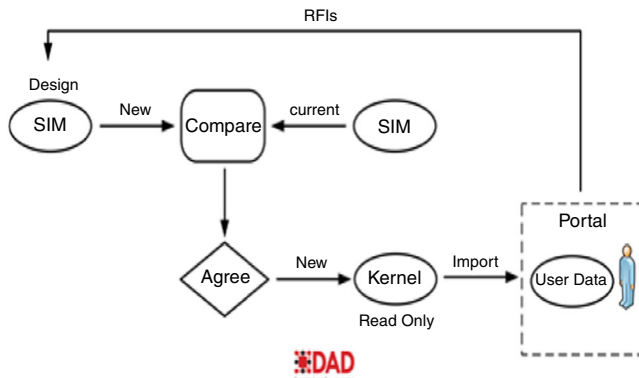 RFIs
Design
SIM
New
Compare
current
SIM
Agree
New
Kernel
Read Only
Import
Portal
User Data
DAD